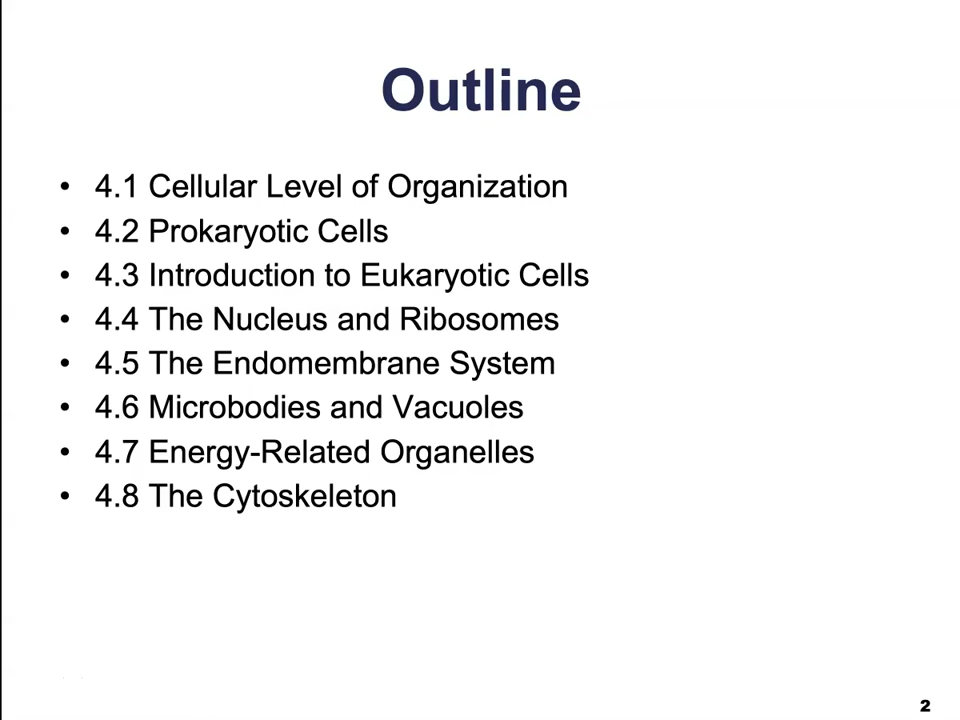 Outline
• 4.1 Cellular Level of Organization
• 4.2 Prokaryotic Cells
• 4.3 Introduction to Eukaryotic Cells
• 4.4 The Nucleus and Ribosomes
• 4.5 The Endomembrane System
• 4.6 Microbodies and Vacuoles
• 4.7 Energy-Related Organelles
• 4.8 The Cytoskeleton
2